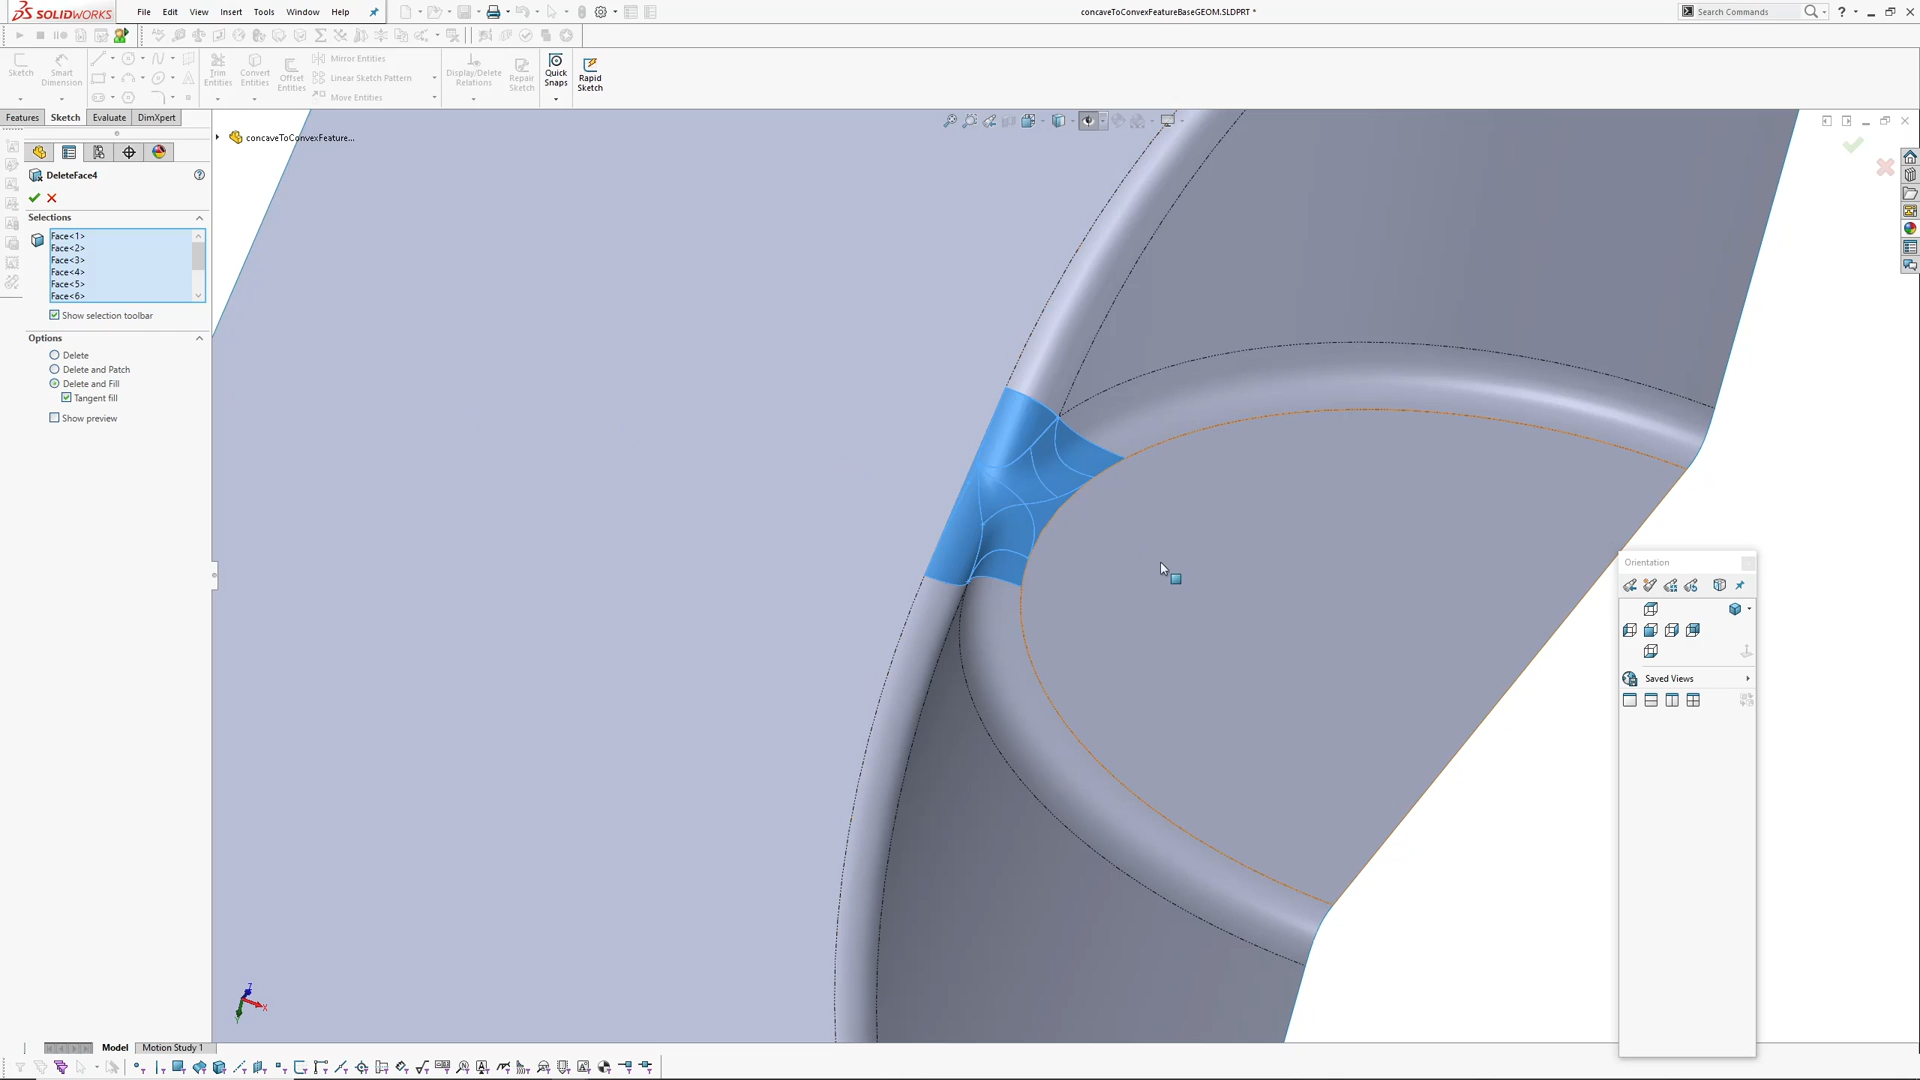 SOLIDWORKS
File Edit View Insert Tools Window Help
concaveToConvexFeatureBaseGEOM.SLDPRT *
Search Commands
Sketch
Smart Dimension
Trim Entities
Convert Entities
Offset Entities
Mirror Entities
Linear Sketch Pattern
Move Entities
Display/Delete Relations
Repair Sketch
Quick Snaps
Rapid Sketch
Features Sketch Evaluate DimXpert
concaveToConvexFeature...
DeleteFace4
Selections
Face<1>
Face<2>
Face<3>
Face<4>
Face<5>
Face<6>
Show selection toolbar
Options
Delete
Delete and Patch
Delete and Fill
Tangent fill
Show preview
Orientation
Saved Views
Z
X
Y
Model Motion Study 1